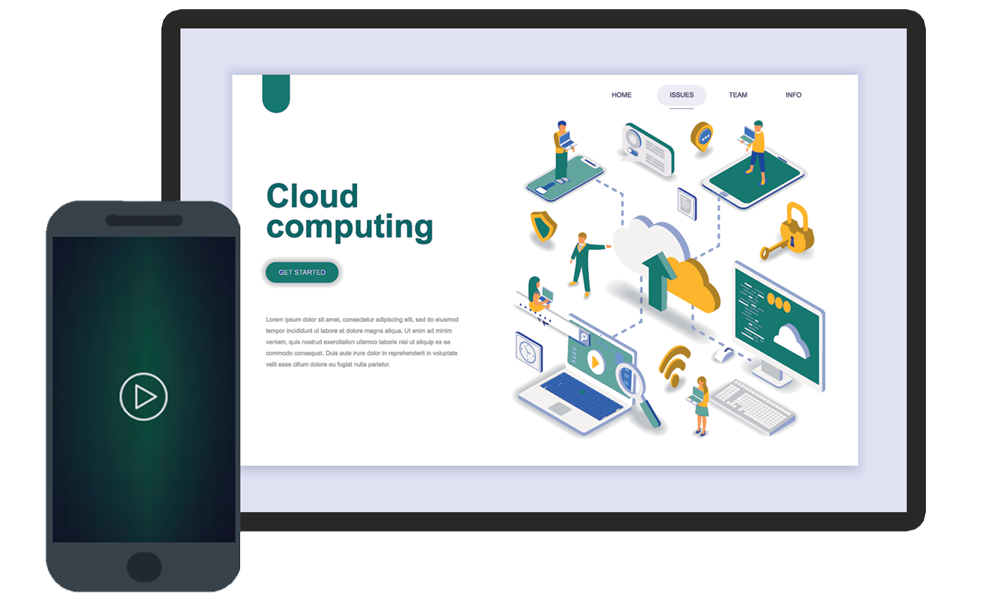 HOME ISSUES TEAM INFO
Cloud
computing
GET STARTED
Lorem ipsum dolor sit amet, consectetur adipiscing elit, sed do eiusmod
tempor incididunt ut labore et dolore magna aliqua. Ut enim ad minim
veniam, quis nostrud exercitation ullamco laboris nisi ut aliquip ex ea
commodo consequat. Duis aute irure dolor in reprehenderit in voluptate
velit esse cillum dolore eu fugiat nulla pariatur.
P